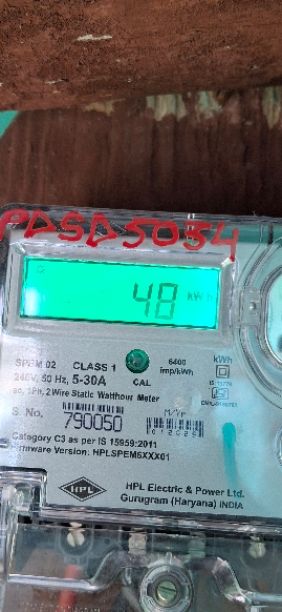 PDSD5034
48 kWh
SPEM 02 CLASS 1 6400 imp/kWh kWh
240V, 50 Hz, 5-30A CAL
ac, 1Ph, 2 Wire Static Watthour Meter
S. No. 790050 M/Yr
Category C3 as per IS 15959:2011
Firmware Version: HPLSPEM5XXX01
HPL HPL Electric & Power Ltd.
Gurugram (Haryana) INDIA